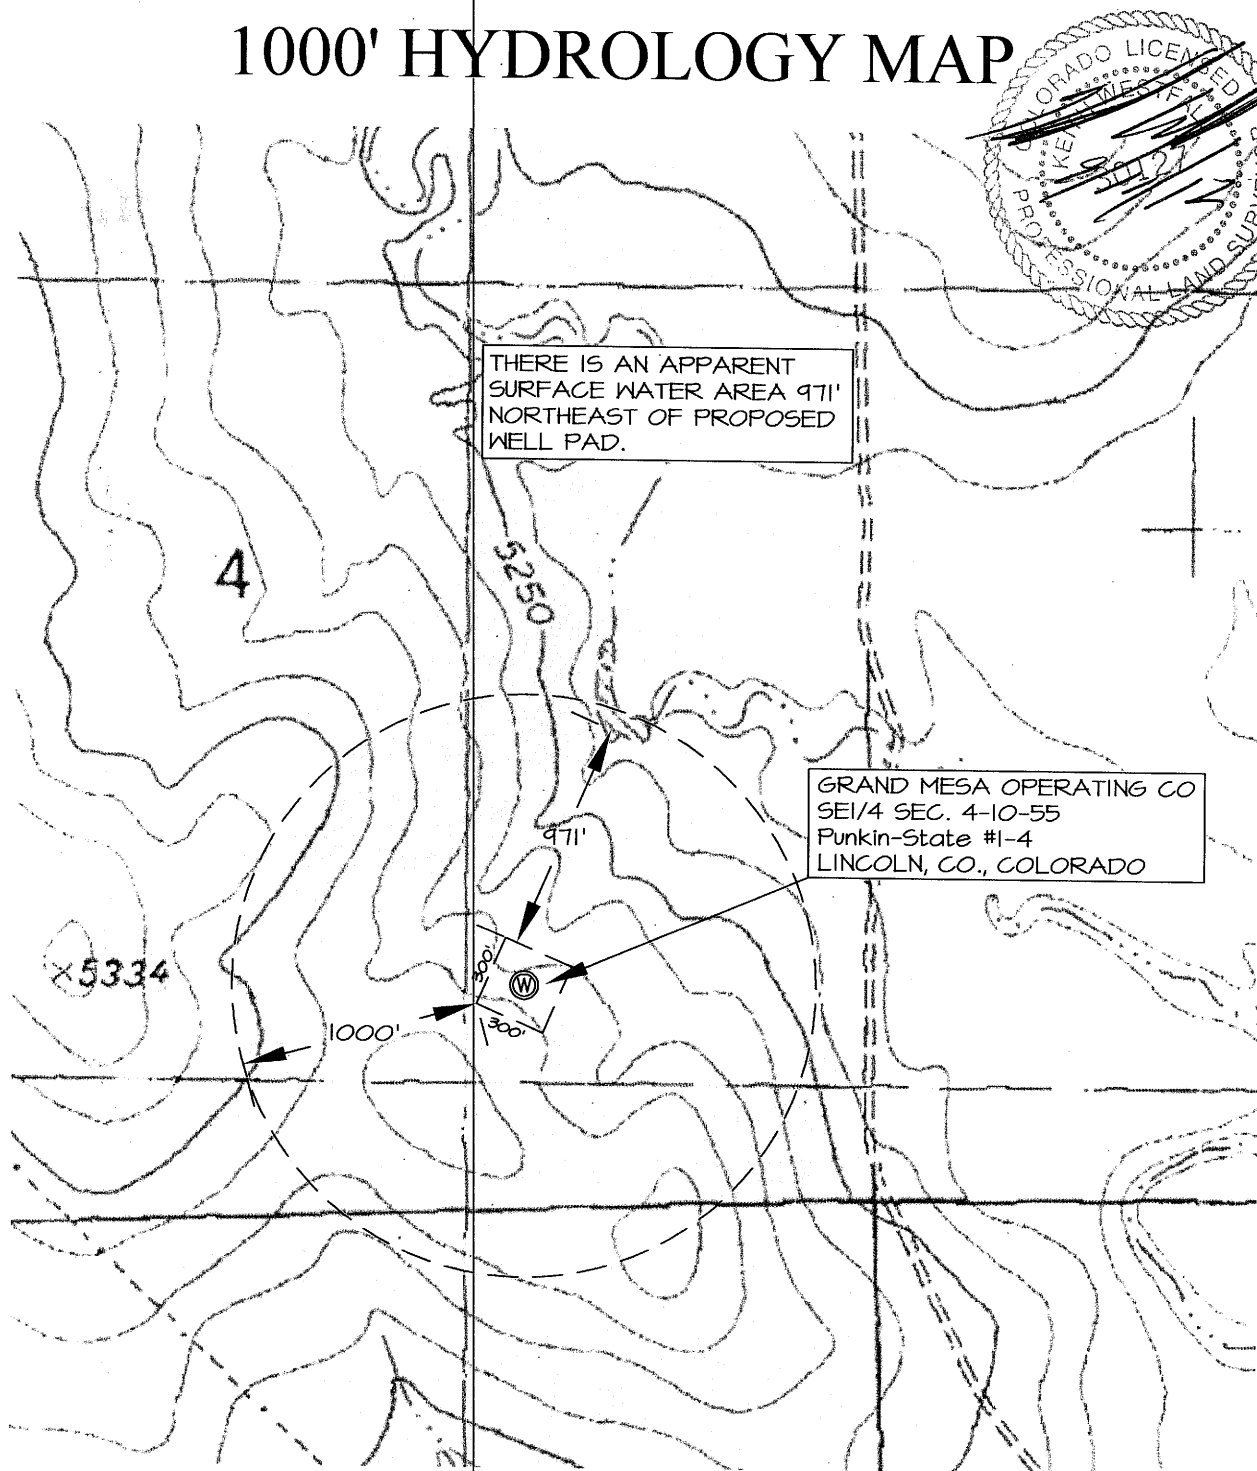 1000' HYDROLOGY MAP
COLORADO LICENSED
PROFESSIONAL LAND
THERE IS AN APPARENT
SURFACE WATER AREA 971'
NORTHEAST OF PROPOSED
WELL PAD.
4
5250
GRAND MESA OPERATING CO
SE1/4 SEC. 4-10-55
Punkin-State #1-4
LINCOLN, CO., COLORADO
971'
×5334
300'
W
1000'
300'